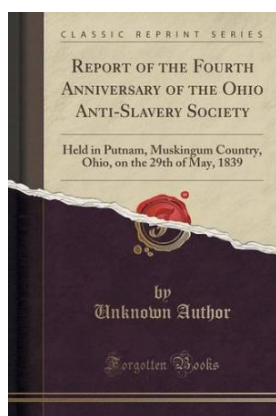 CLASSIC REPRINT SERIES
REPORT OF THE FOURTH
ANNIVERSARY OF THE OHIO
ANTI-SLAVERY SOCIETY
Held in Putnam, Muskingum Country,
Ohio, on the 29th of May, 1839
by
Unknown Author
Forgotten Books